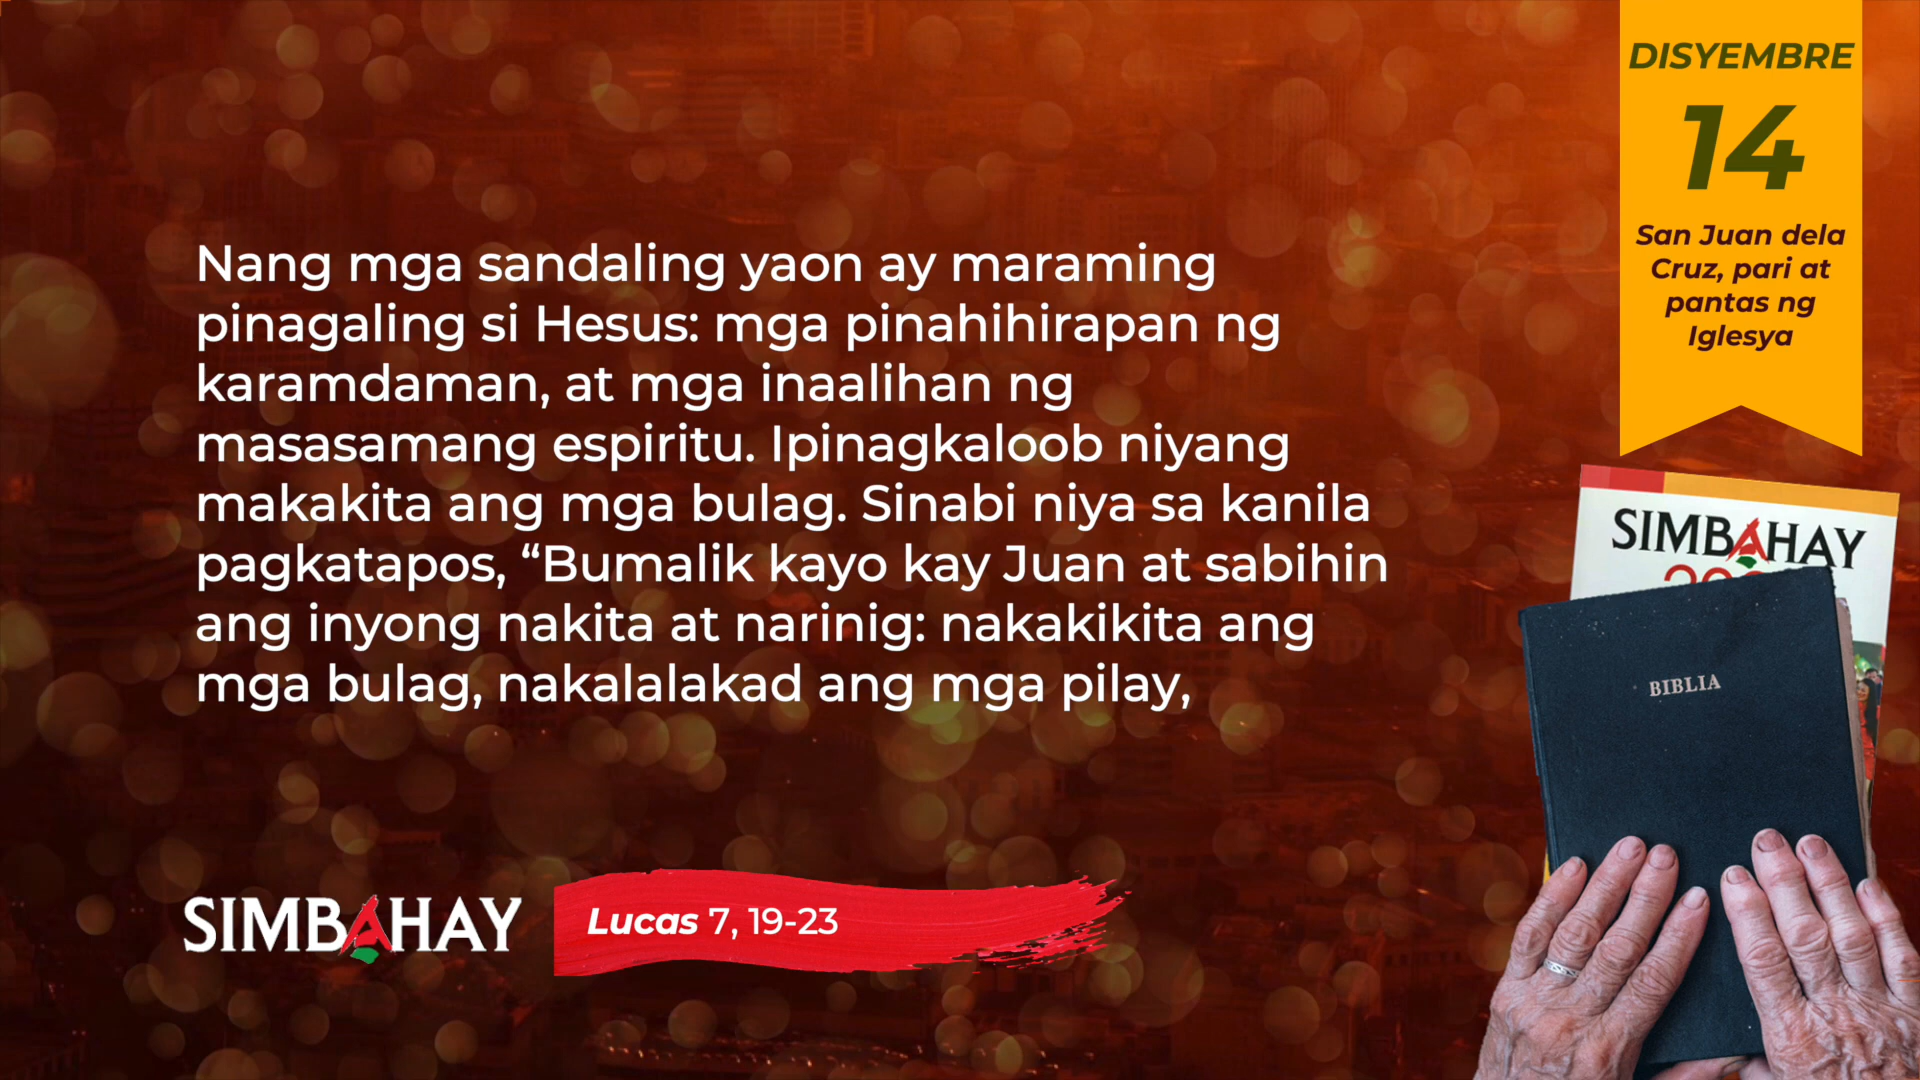 DISYEMBRE
14
San Juan dela
Cruz, pari at
pantas ng
Iglesya
Nang mga sandaling yaon ay maraming
pinagaling si Hesus: mga pinahihirapan ng
karamdaman, at mga inaalihan ng
masasamang espiritu. Ipinagkaloob niyang
makakita ang mga bulag. Sinabi niya sa kanila
pagkatapos, “Bumalik kayo kay Juan at sabihin
ang inyong nakita at narinig: nakakikita ang
mga bulag, nakalalakad ang mga pilay,
SIMBAHAY
BIBLIA
SIMBAHAY
Lucas 7, 19-23